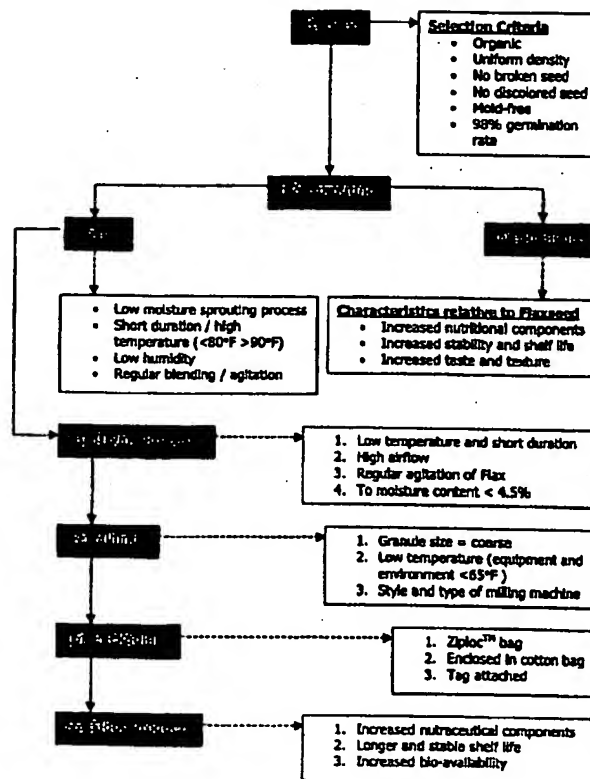 Selection Criteria
• Organic
• Uniform density
• No broken seed
• No discolored seed
• Mold-free
• 98% germination
rate
• Low moisture sprouting process
• Short duration / high
temperature (<80°F >90°F)
• Low humidity
• Regular blending / agitation
Characteristics relative to Flaxseed
• Increased nutritional components
• Increased stability and shelf life
• Increased taste and texture
1. Low temperature and short duration
2. High airflow
3. Regular agitation of Flax
4. To moisture content < 4.5%
1. Granule size = coarse
2. Low temperature (equipment and
environment <65°F )
3. Style and type of milling machine
1. Ziploc™ bag
2. Enclosed in cotton bag
3. Tag attached
1. Increased nutraceutical components
2. Longer and stable shelf life
3. Increased bio-availability